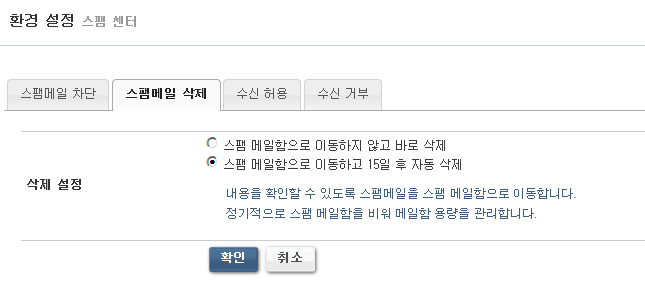 환경 설정 스팸 센터
스팸메일 차단 스팸메일 삭제 수신 허용 수신 거부
스팸 메일함으로 이동하지 않고 바로 삭제
스팸 메일함으로 이동하고 15일 후 자동 삭제
삭제 설정
내용을 확인할 수 있도록 스팸메일을 스팸 메일함으로 이동합니다.
정기적으로 스팸 메일함을 비워 메일함 용량을 관리합니다.
확인 취소